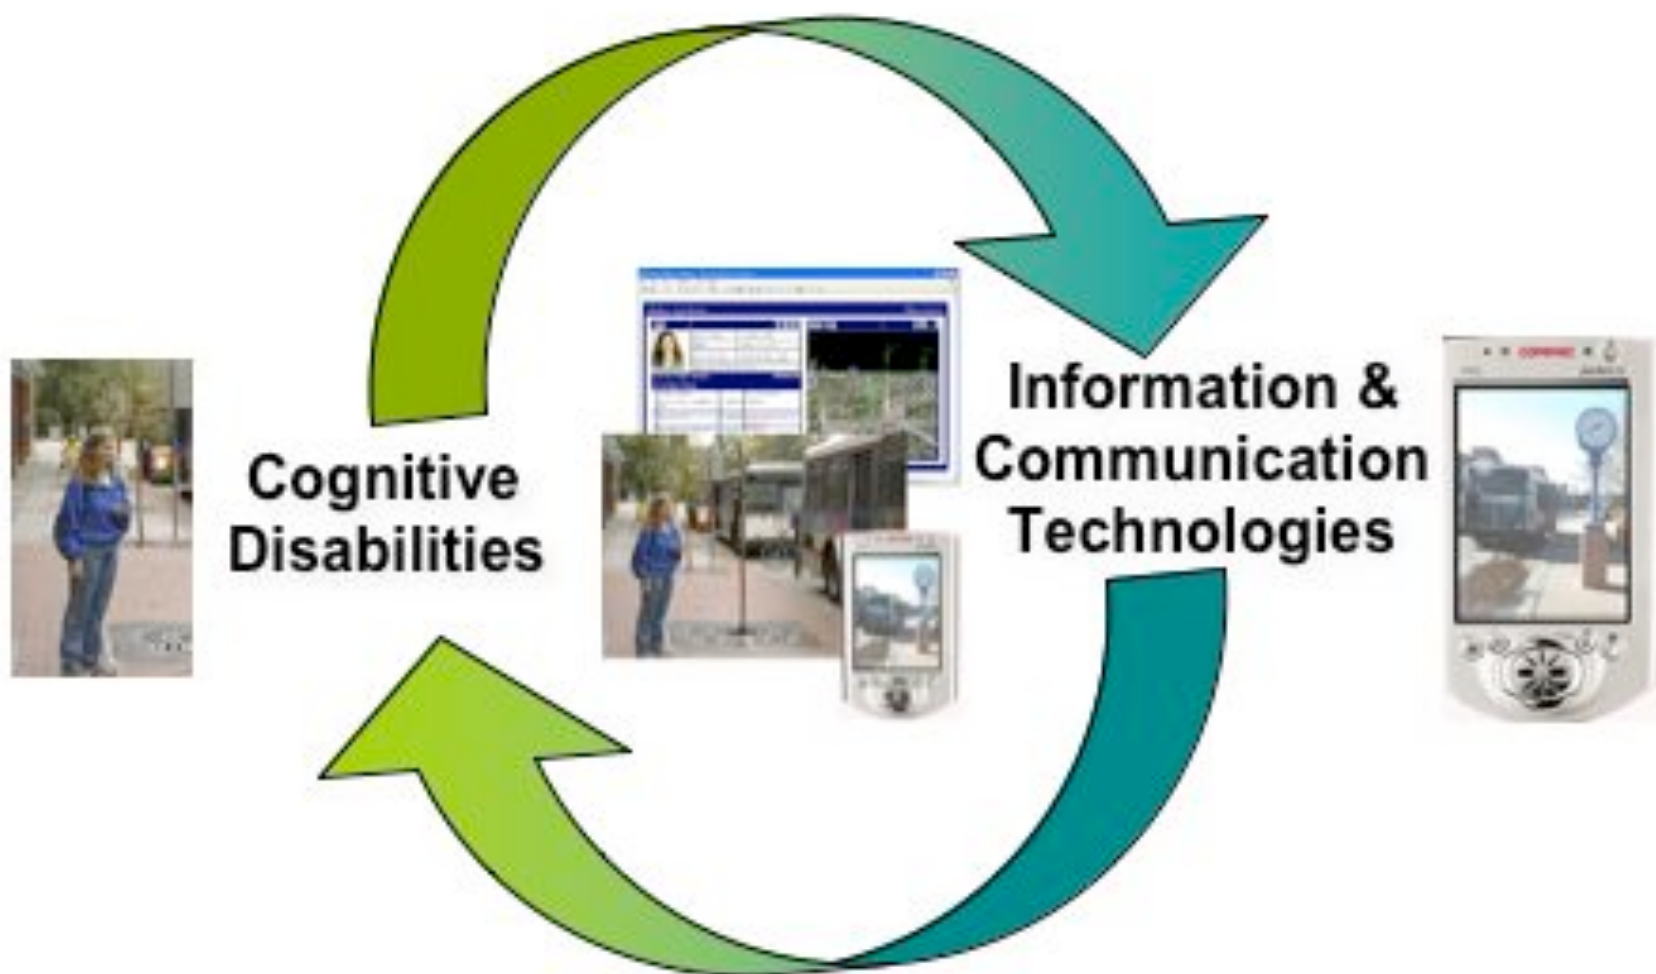 Cognitive
Disabilities
Information &
Communication
Technologies